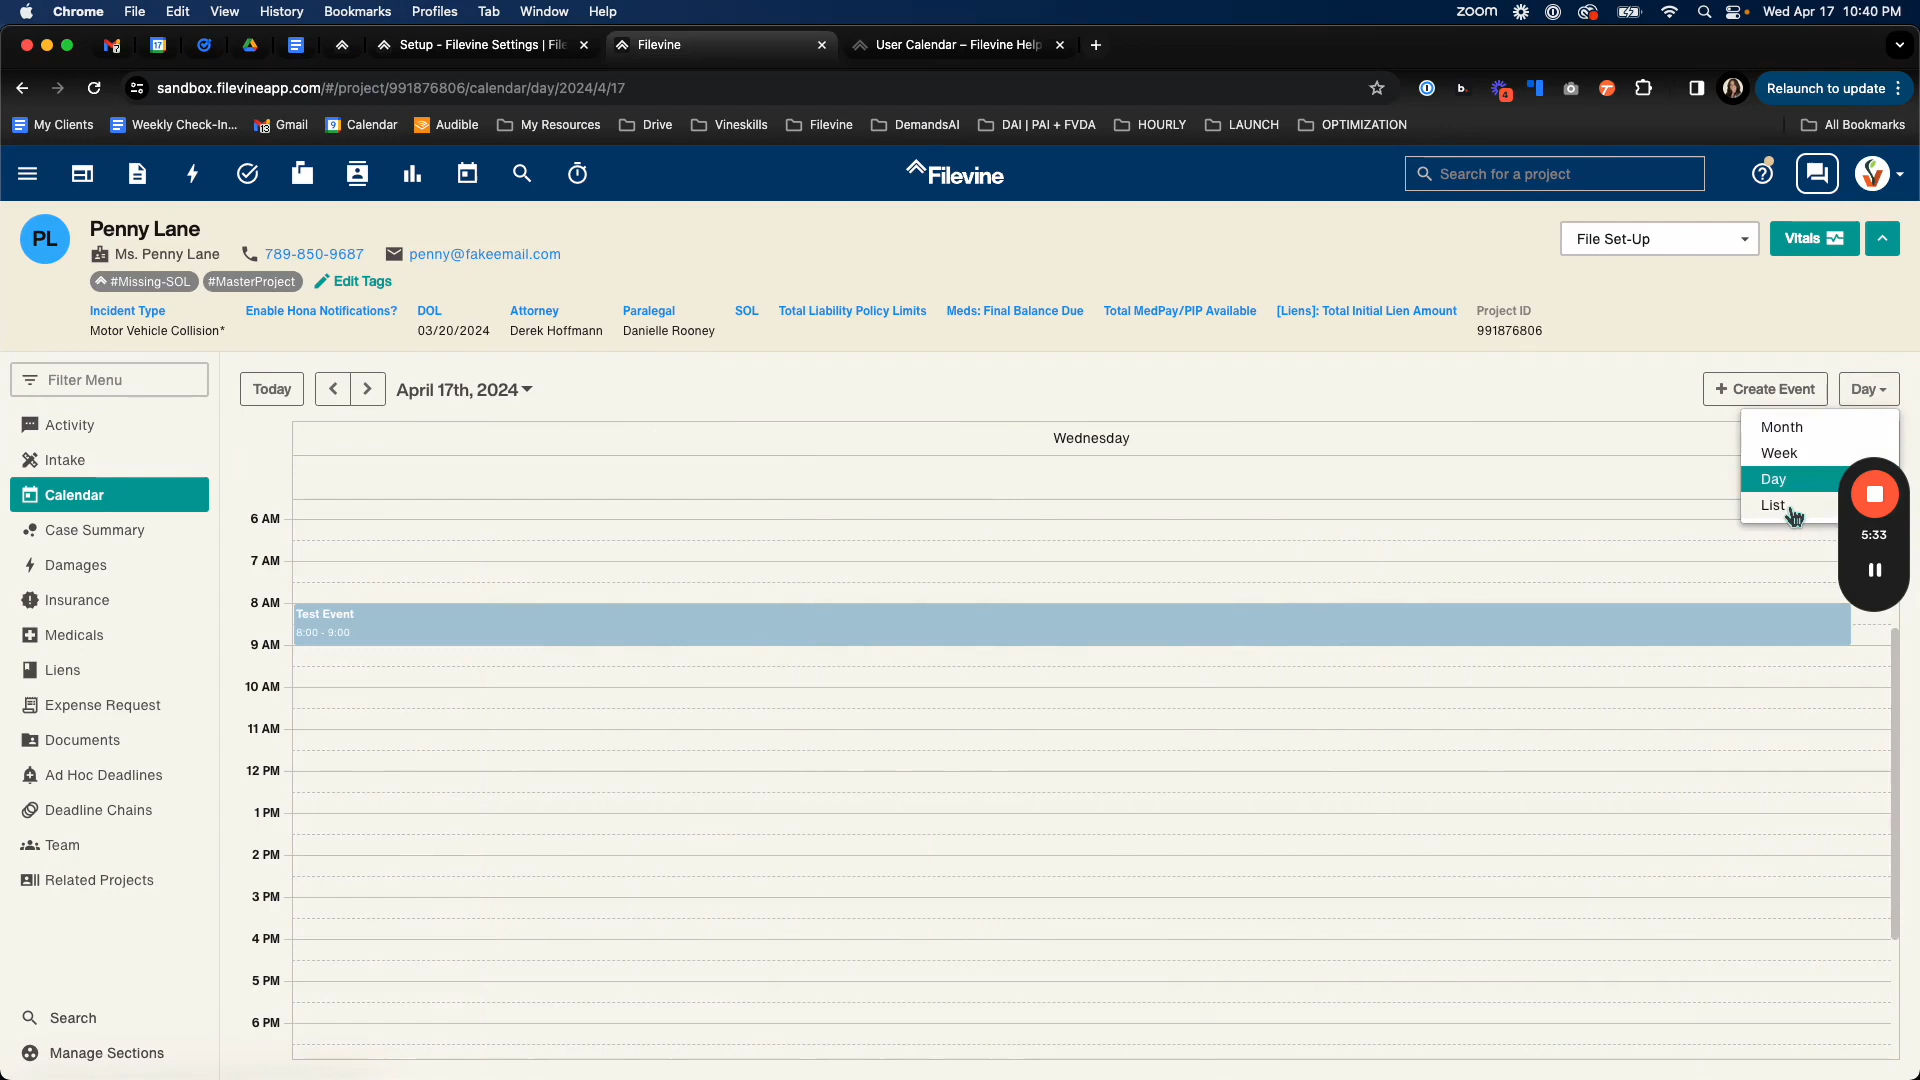 Chrome File Edit View History Bookmarks Profiles Tab Window Help zoom Wed Apr 17 10:40 PM
Setup - Filevine Settings | File Filevine User Calendar – Filevine Help
sandbox.filevineapp.com/#/project/991876806/calendar/day/2024/4/17 4 Relaunch to update
My Clients Weekly Check-In... Gmail Calendar Audible My Resources Drive Vineskills Filevine DemandsAI DAI | PAI + FVDA HOURLY LAUNCH OPTIMIZATION All Bookmarks
Filevine Search for a project
PL Penny Lane
Ms. Penny Lane 789-850-9687 penny@fakeemail.com
File Set-Up Vitals
#Missing-SOL #MasterProject Edit Tags
Incident Type Enable Hona Notifications? DOL Attorney Paralegal SOL Total Liability Policy Limits Meds: Final Balance Due Total MedPay/PIP Available [Liens]: Total Initial Lien Amount Project ID
Motor Vehicle Collision* 03/20/2024 Derek Hoffmann Danielle Rooney 991876806
Filter Menu
Activity
Intake
Calendar
Case Summary
Damages
Insurance
Medicals
Liens
Expense Request
Documents
Ad Hoc Deadlines
Deadline Chains
Team
Related Projects
Search
Manage Sections
Today April 17th, 2024 + Create Event Day
Month
Week
Day
List
5:33
Wednesday
6 AM
7 AM
8 AM
Test Event
8:00 - 9:00
9 AM
10 AM
11 AM
12 PM
1 PM
2 PM
3 PM
4 PM
5 PM
6 PM